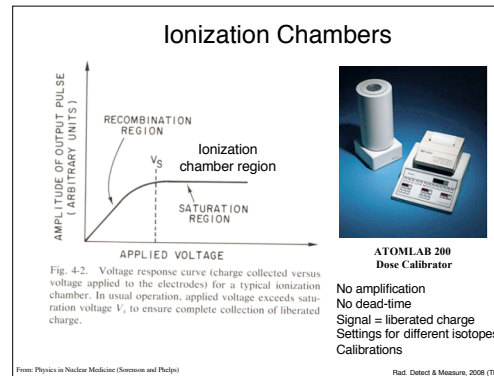 Ionization Chambers
AMPLITUDE OF OUTPUT PULSE
(ARBITRARY UNITS)
RECOMBINATION
REGION
V_S
Ionization
chamber region
SATURATION
REGION
APPLIED VOLTAGE
Fig. 4-2. Voltage response curve (charge collected versus
voltage applied to the electrodes) for a typical ionization
chamber. In usual operation, applied voltage exceeds satu-
ration voltage V_s to ensure complete collection of liberated
charge.
ATOMLAB 200
Dose Calibrator
No amplification
No dead-time
Signal = liberated charge
Settings for different isotopes
Calibrations
From: Physics in Nuclear Medicine (Sorenson and Phelps)
Rad. Detect & Measure, 2008 (T